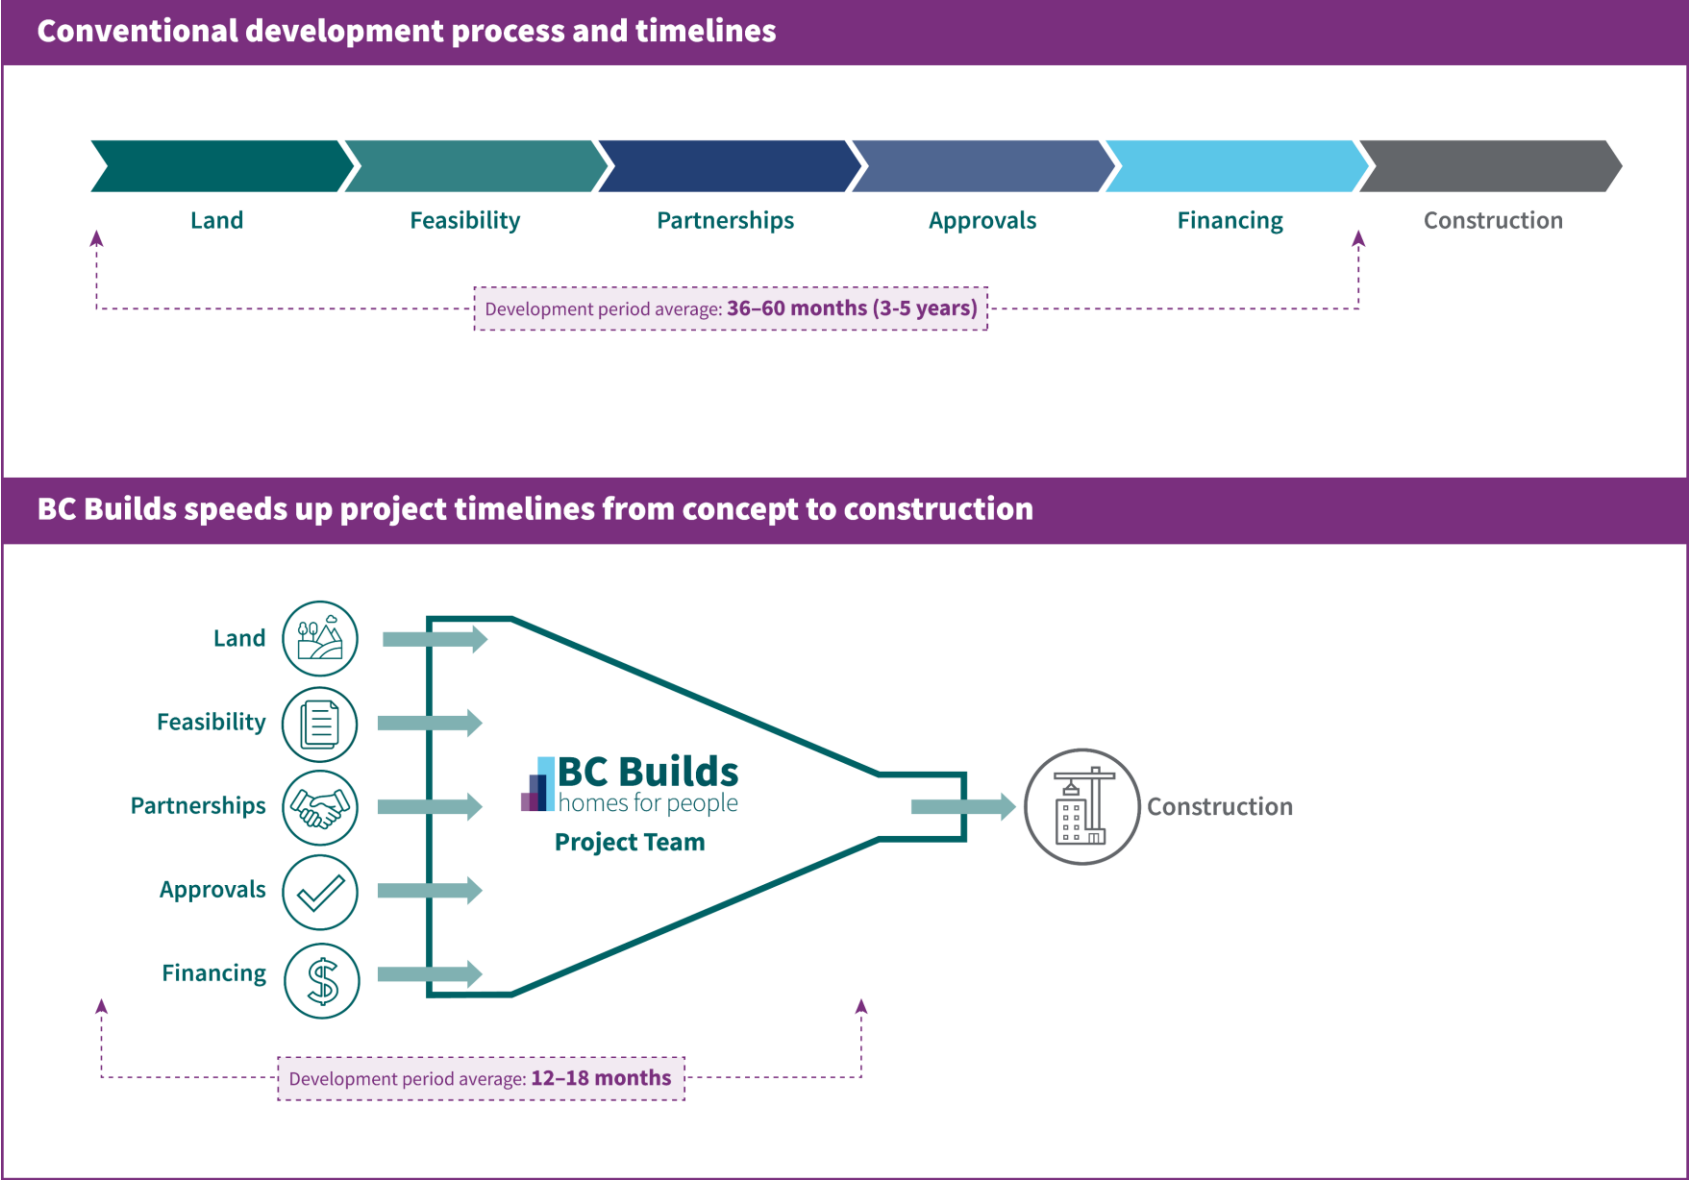 Conventional development process and timelines
Land
Feasibility
Partnerships
Approvals
Financing
Construction
Development period average: 36–60 months (3-5 years)
BC Builds speeds up project timelines from concept to construction
Land
Feasibility
Partnerships
Approvals
Financing
BC Builds
homes for people
Project Team
Construction
Development period average: 12–18 months